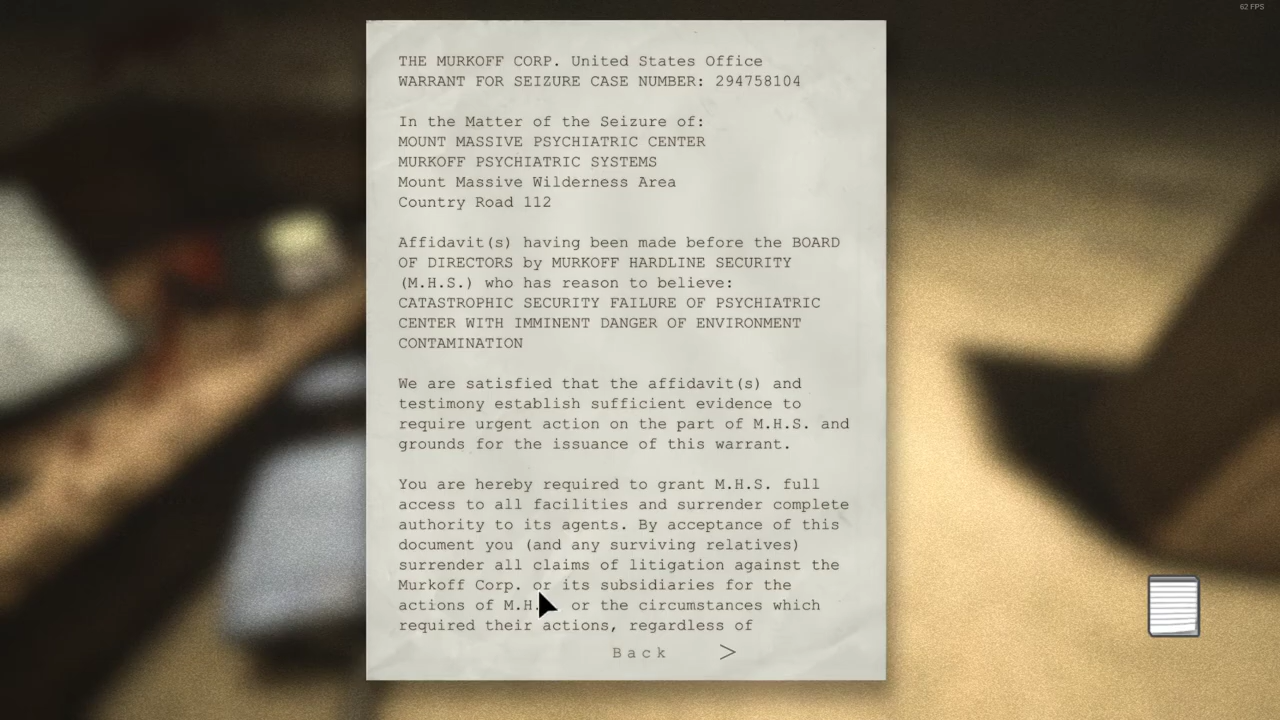 62 FPS
THE MURKOFF CORP. United States Office
WARRANT FOR SEIZURE CASE NUMBER: 294758104
In the Matter of the Seizure of:
MOUNT MASSIVE PSYCHIATRIC CENTER
MURKOFF PSYCHIATRIC SYSTEMS
Mount Massive Wilderness Area
Country Road 112
Affidavit(s) having been made before the BOARD
OF DIRECTORS by MURKOFF HARDLINE SECURITY
(M.H.S.) who has reason to believe:
CATASTROPHIC SECURITY FAILURE OF PSYCHIATRIC
CENTER WITH IMMINENT DANGER OF ENVIRONMENT
CONTAMINATION
We are satisfied that the affidavit(s) and
testimony establish sufficient evidence to
require urgent action on the part of M.H.S. and
grounds for the issuance of this warrant.
You are hereby required to grant M.H.S. full
access to all facilities and surrender complete
authority to its agents. By acceptance of this
document you (and any surviving relatives)
surrender all claims of litigation against the
Murkoff Corp. or its subsidiaries for the
actions of M.H. or the circumstances which
required their actions, regardless of
Back >